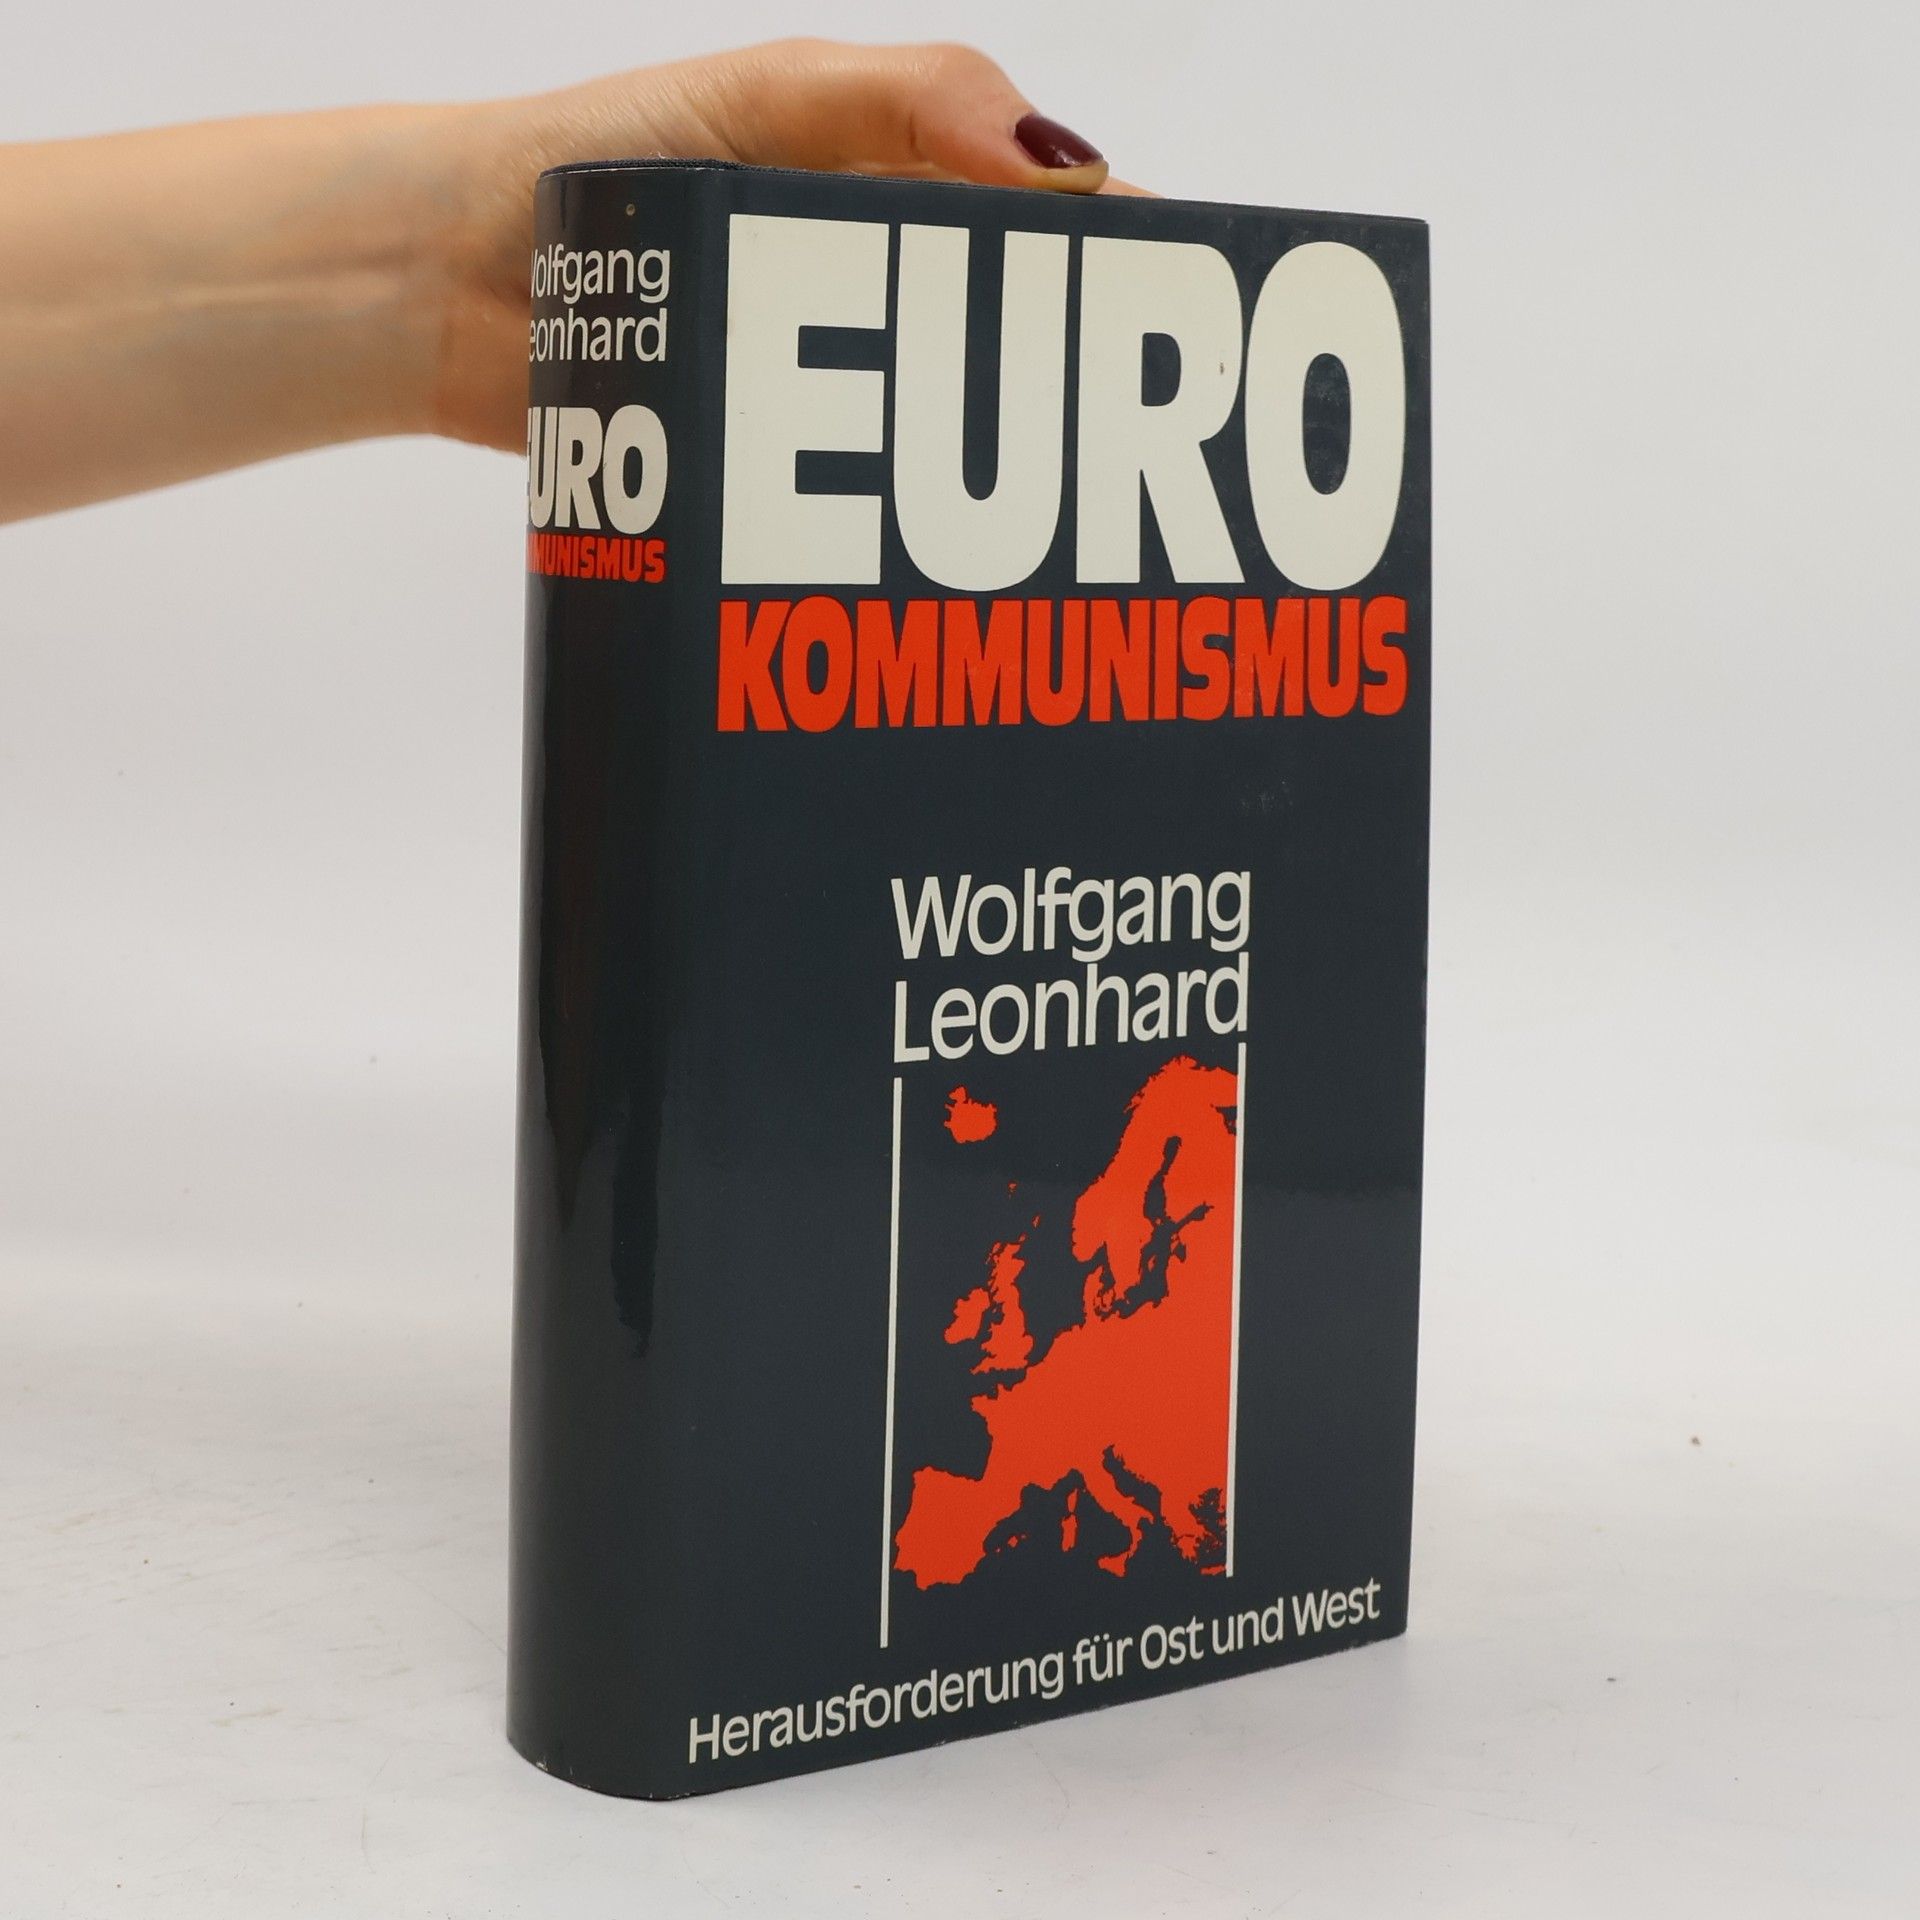 Wolfgang
Leonhard
EURO
KOMMUNISMUS
EURO
KOMMUNISMUS
Wolfgang
Leonhard
Herausforderung für Ost und West